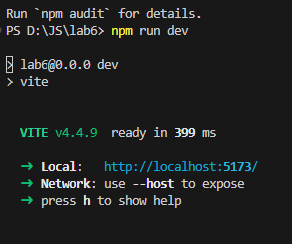 Run `npm audit` for details.
PS D:\JS\lab6> npm run dev
> lab6@0.0.0 dev
> vite
VITE v4.4.9 ready in 399 ms
➜ Local: http://localhost:5173/
➜ Network: use --host to expose
➜ press h to show help